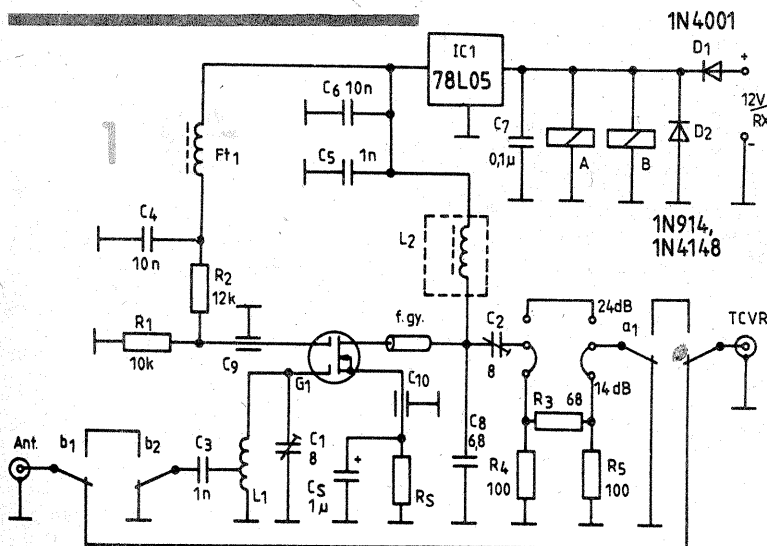 1
1N4001
D1
+
12V/RX
-
IC1
78L05
C6 10n
C5 1n
C7
0,1µ
A
B
D2
1N914,
1N4148
Ft1
C4
10n
R2
12k
L2
R1
10k
C9
G1
f.gy.
C2
8
24dB
a1
TCVR
14dB
C10
R3 68
C8
6,8
R4
100
R5
100
Ant.
b1
b2
C3
1n
L1
C1
8
CS
1µ
+
RS